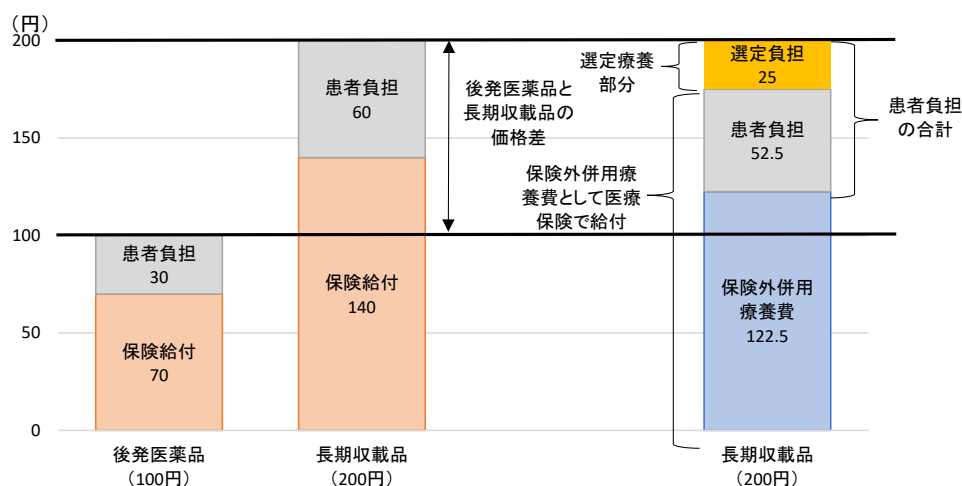 （円）
200
150
100
50
0
患者負担
30
保険給付
70
後発医薬品
（100円）
患者負担
60
保険給付
140
長期収載品
（200円）
後発医薬品と
長期収載品の
価格差
選定療養
部分
保険外併用療
養費として医療
保険で給付
選定負担
25
患者負担
52.5
保険外併用
療養費
122.5
長期収載品
（200円）
患者負担
の合計